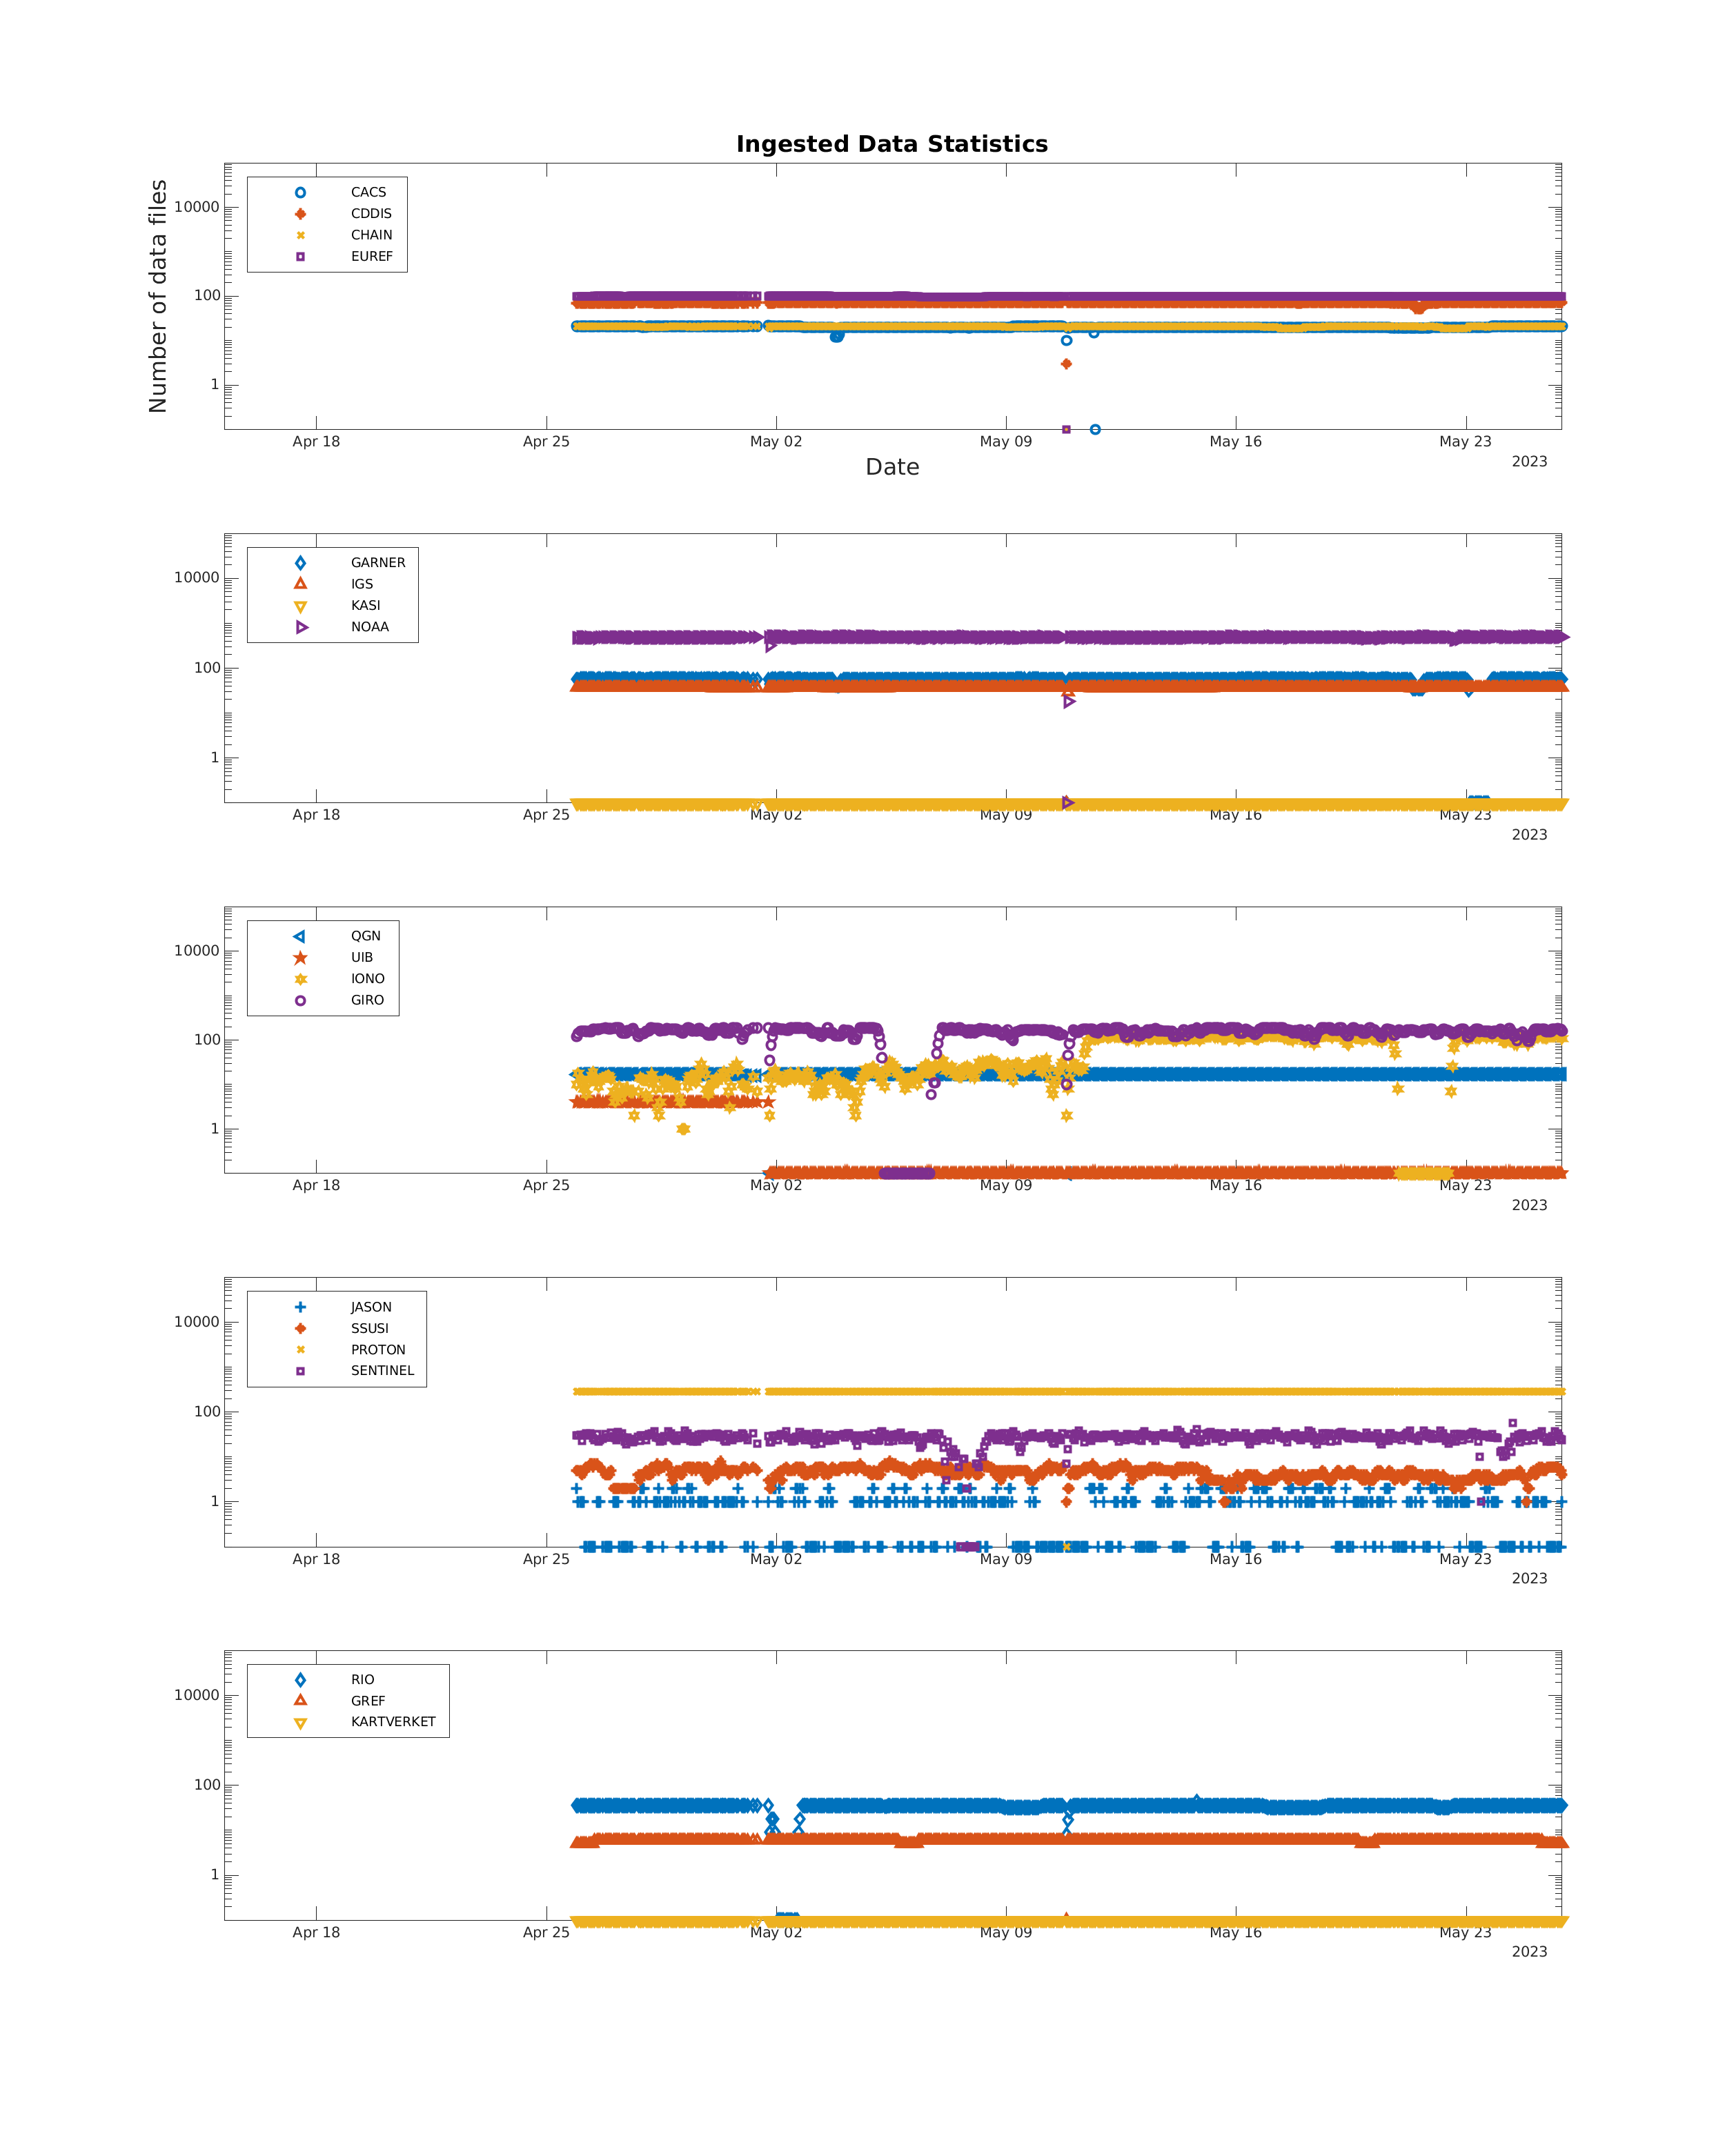 Ingested Data Statistics
Number of data files
10000
100
1
CACS
CDDIS
CHAIN
EUREF
Apr 18 Apr 25 May 02 May 09 May 16 May 23
2023
Date
10000
100
1
GARNER
IGS
KASI
NOAA
Apr 18 Apr 25 May 02 May 09 May 16 May 23
2023
10000
100
1
QGN
UIB
IONO
GIRO
Apr 18 Apr 25 May 02 May 09 May 16 May 23
2023
10000
100
1
JASON
SSUSI
PROTON
SENTINEL
Apr 18 Apr 25 May 02 May 09 May 16 May 23
2023
10000
100
1
RIO
GREF
KARTVERKET
Apr 18 Apr 25 May 02 May 09 May 16 May 23
2023